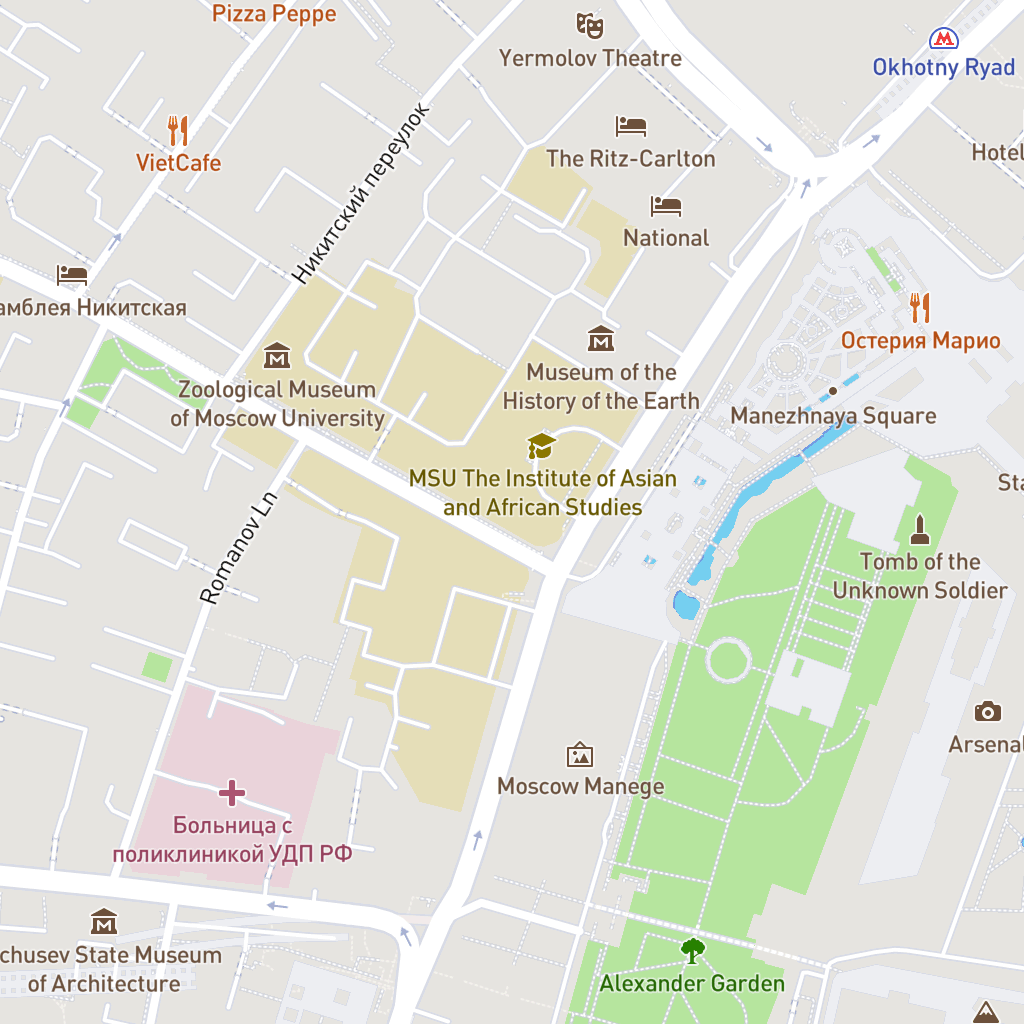 Pizza Peppe
Yermolov Theatre
Okhotny Ryad
VietCafe
The Ritz-Carlton
Hotel
Никитский переулок
National
амблея Никитская
Остерия Марио
Museum of the
History of the Earth
Zoological Museum
of Moscow University
Manezhnaya Square
MSU The Institute of Asian
and African Studies
Sta
Romanov Ln
Tomb of the
Unknown Soldier
Arsenal
Moscow Manege
Больница с
поликлиникой УДП РФ
chusev State Museum
of Architecture
Alexander Garden